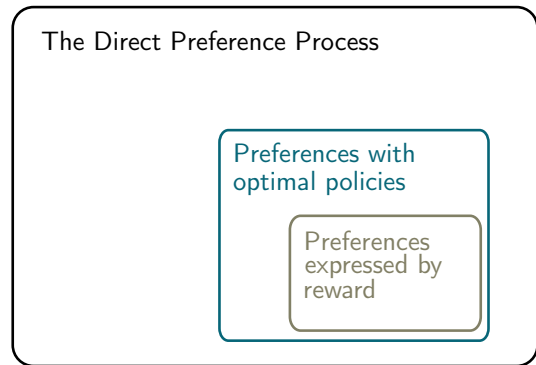 The Direct Preference Process
Preferences with
optimal policies
Preferences
expressed by
reward